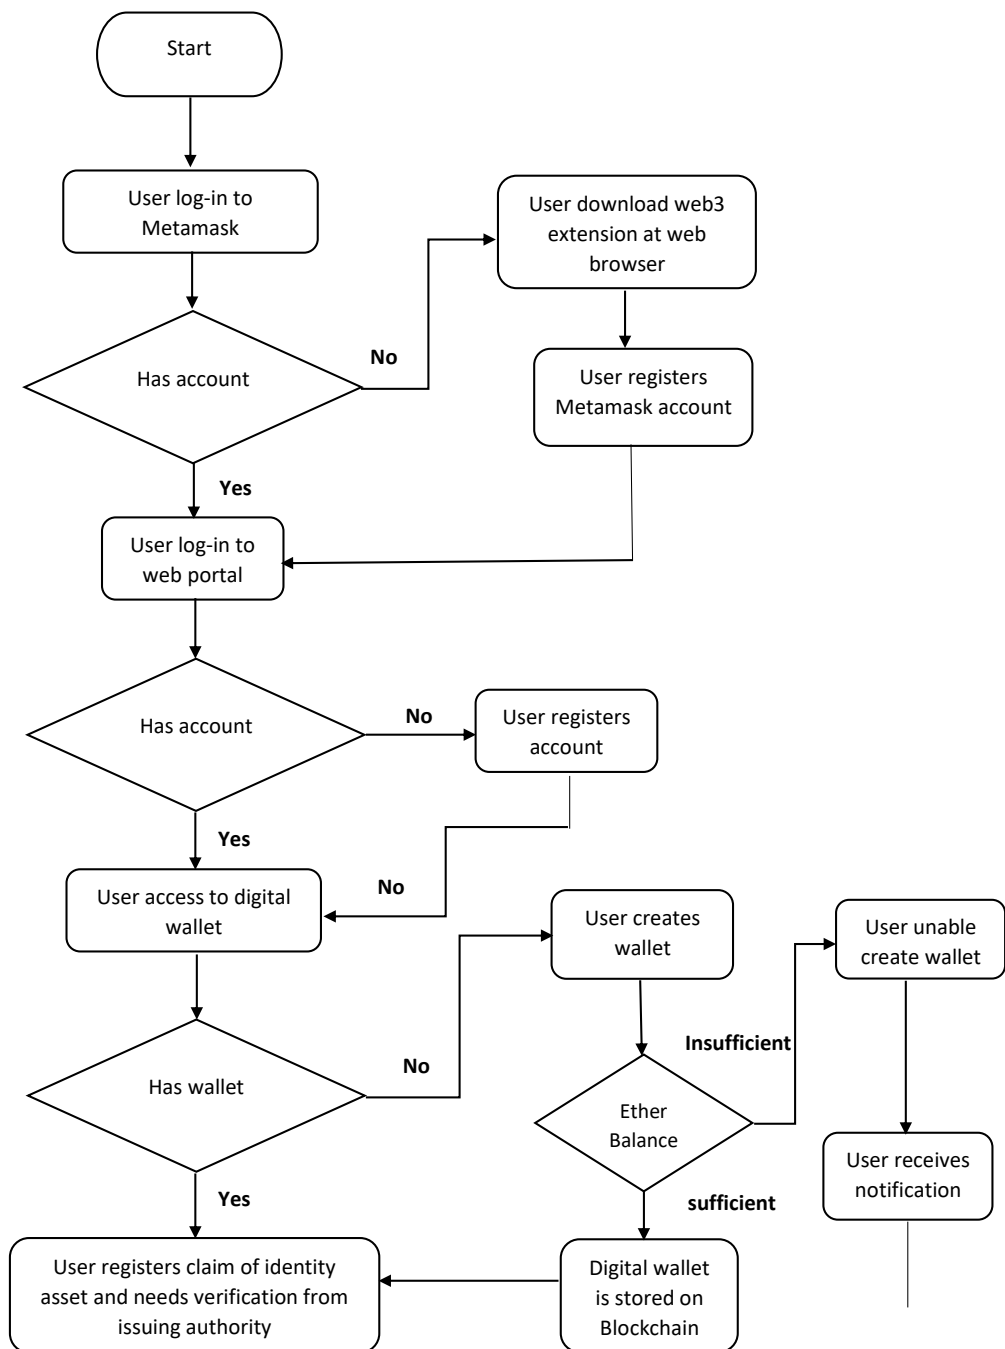 Start
User log-in to
Metamask
User download web3
extension at web
browser
No
Has account
User registers
Metamask account
Yes
User log-in to
web portal
Has account
No
User registers
account
Yes
User access to digital
wallet
No
User creates
wallet
User unable
create wallet
Insufficient
No
Has wallet
Ether
Balance
User receives
notification
Yes
sufficient
User registers claim of identity
asset and needs verification from
issuing authority
Digital wallet
is stored on
Blockchain